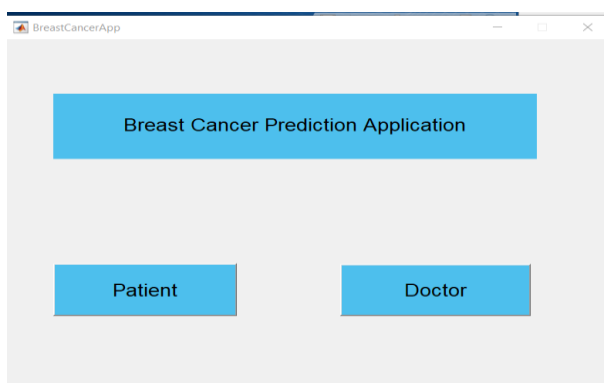 BreastCancerApp
Breast Cancer Prediction Application
Patient
Doctor